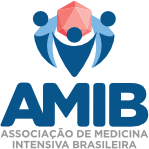 AMIB
ASSOCIAÇÃO DE MEDICINA
INTENSIVA BRASILEIRA